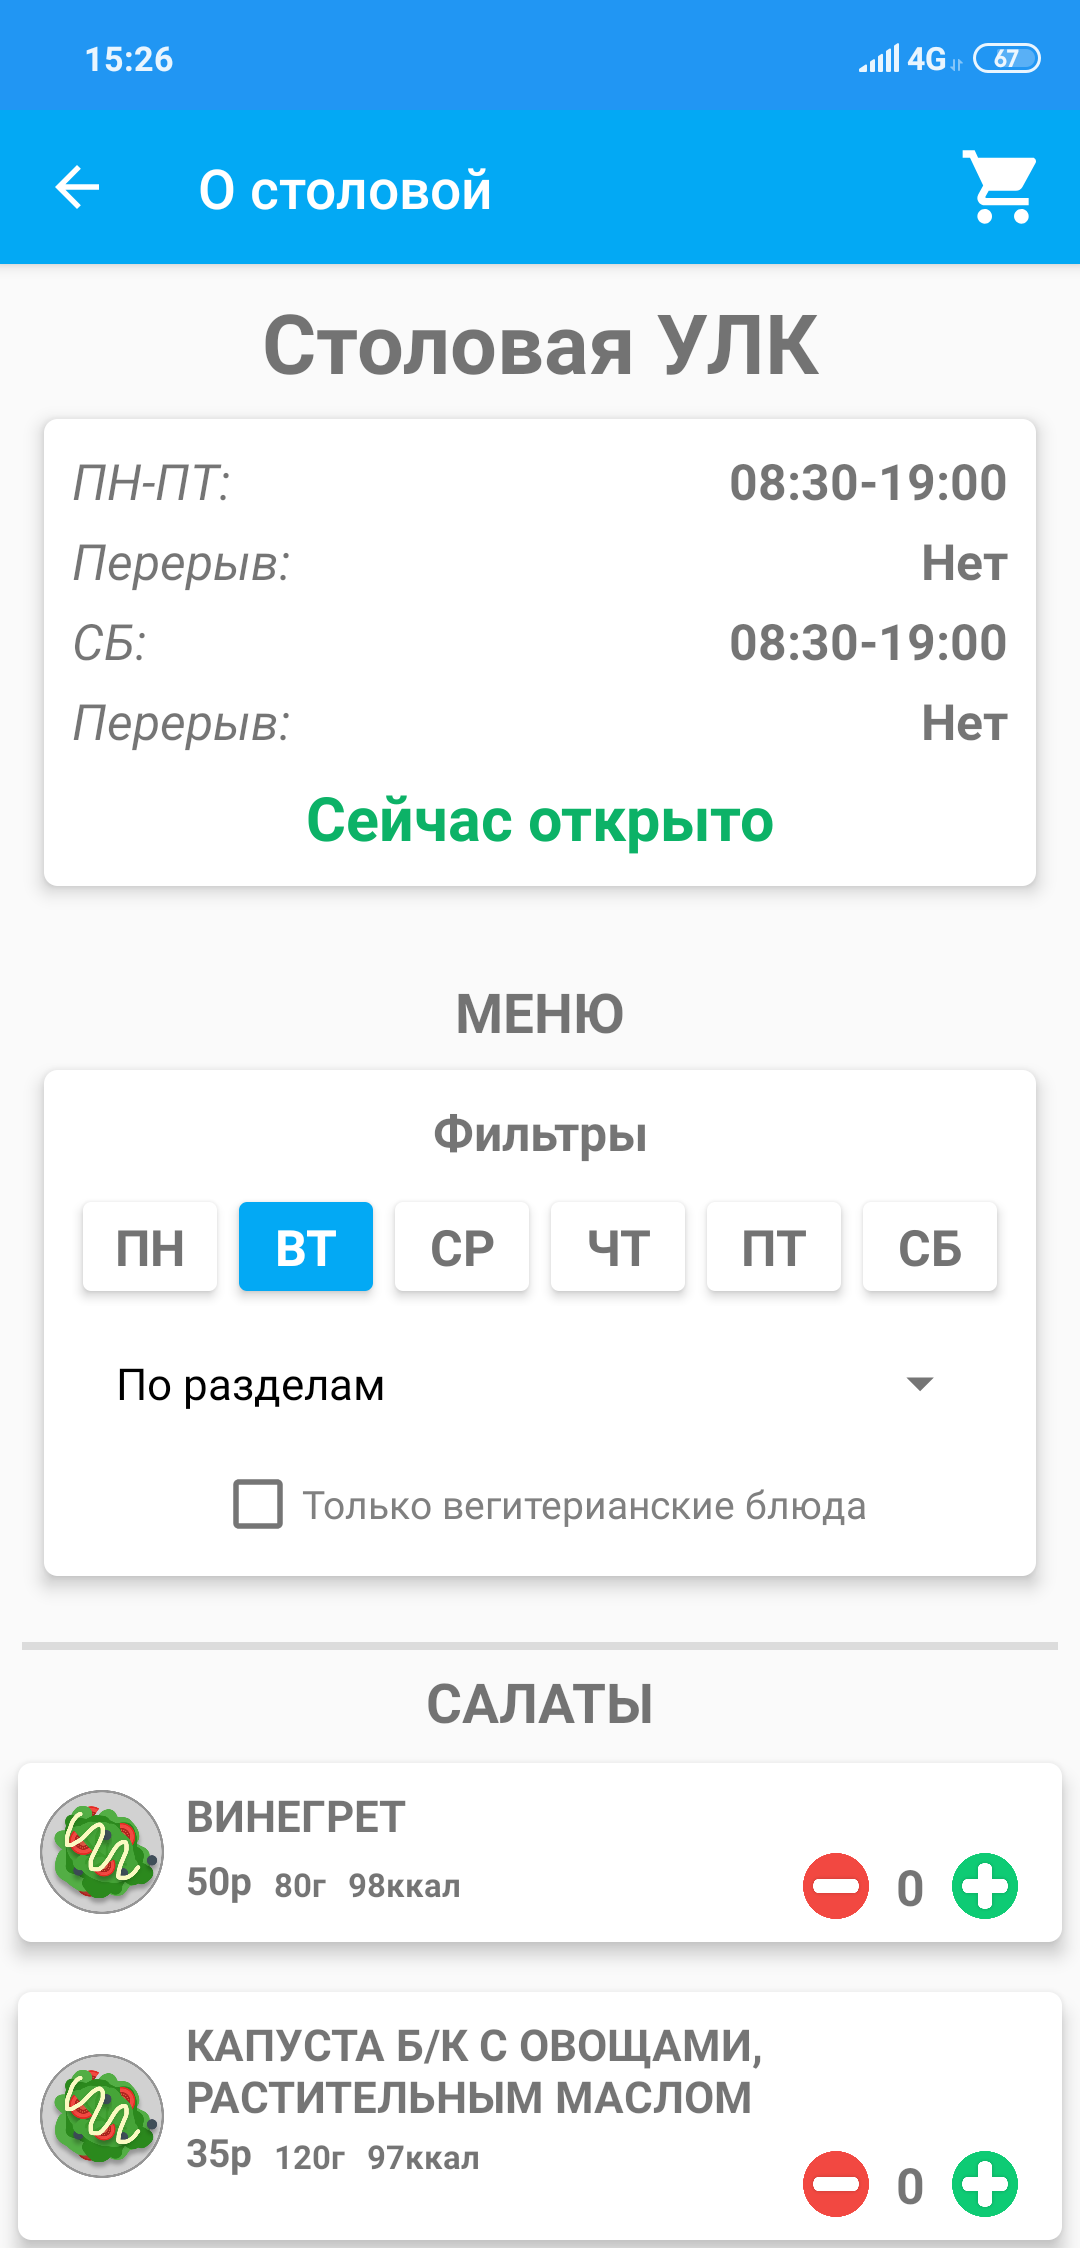 15:26
4G 67
О столовой
Столовая УЛК
ПН-ПТ: 08:30-19:00
Перерыв: Нет
СБ: 08:30-19:00
Перерыв: Нет
Сейчас открыто
МЕНЮ
Фильтры
ПН ВТ СР ЧТ ПТ СБ
По разделам
Только вегитерианские блюда
САЛАТЫ
ВИНЕГРЕТ
50р 80г 98ккал
0
КАПУСТА Б/К С ОВОЩАМИ,
РАСТИТЕЛЬНЫМ МАСЛОМ
35р 120г 97ккал
0